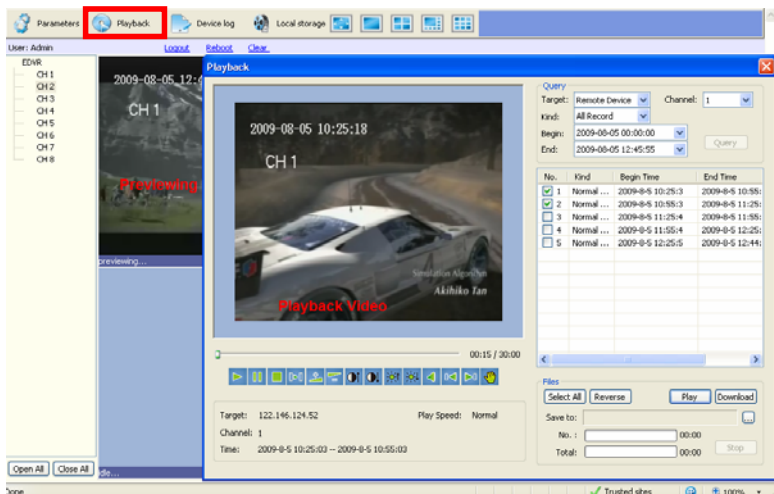 Parameters Playback Device log Local storage
User: Admin Logout Reboot Clear
EDVR
CH 1
CH 2
CH 3
CH 4
CH 5
CH 6
CH 7
CH 8
Open All Close All
2009-08-05 12:4
CH 1
Previewing
previewing...
idle...
Playback
2009-08-05 10:25:18
CH 1
Simulation Algorithm
Akihiko Tan
Playback Video
00:15 / 30:00
Target: 122.146.124.52 Play Speed: Normal
Channel: 1
Time: 2009-8-5 10:25:03 -- 2009-8-5 10:55:03
Query
Target: Remote Device Channel: 1
Kind: All Record
Begin: 2009-08-05 00:00:00
End: 2009-08-05 12:45:55
Query
No. Kind Begin Time End Time
1 Normal ... 2009-8-5 10:25:3 2009-8-5 10:55:
2 Normal ... 2009-8-5 10:55:3 2009-8-5 11:25:
3 Normal ... 2009-8-5 11:25:4 2009-8-5 11:55:
4 Normal ... 2009-8-5 11:55:4 2009-8-5 12:25:
5 Normal ... 2009-8-5 12:25:5 2009-8-5 12:44:
Files
Select All Reverse Play Download
Save to: ...
No. : 00:00
Total: 00:00
Stop
Done Trusted sites 100%